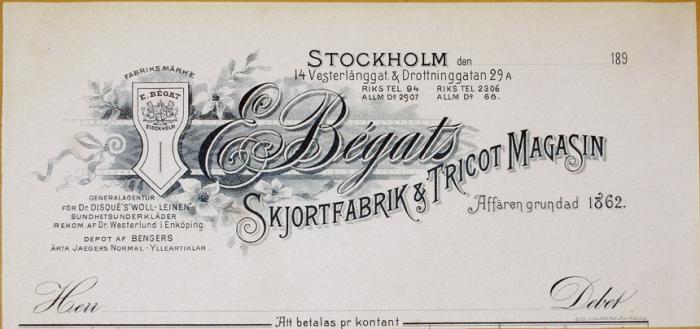 STOCKHOLM den 189
14 Vesterlånggat. & Drottninggatan 29 A
RIKS TEL 94 RIKS TEL 2306
ALLM Dº 2907 ALLM Dº 66.
FABRIKS MÄRKE
E. BÉGAT
STOCKHOLM
E Bégats
SKJORTFABRIK & TRICOT MAGASIN
Affären grundad 1862.
GENERALAGENTUR
FÖR Dr. DISQUÉ'S "WOLL-LEINEN"
SUNDHETSUNDERKLÄDER
REKOM. AF Dr. Westerlund i Enköping.
DEPOT AF BENGERS
ÄKTA JAEGERS NORMAL-YLLEARTIKLAR.
Herr Debet
Att betalas pr kontant